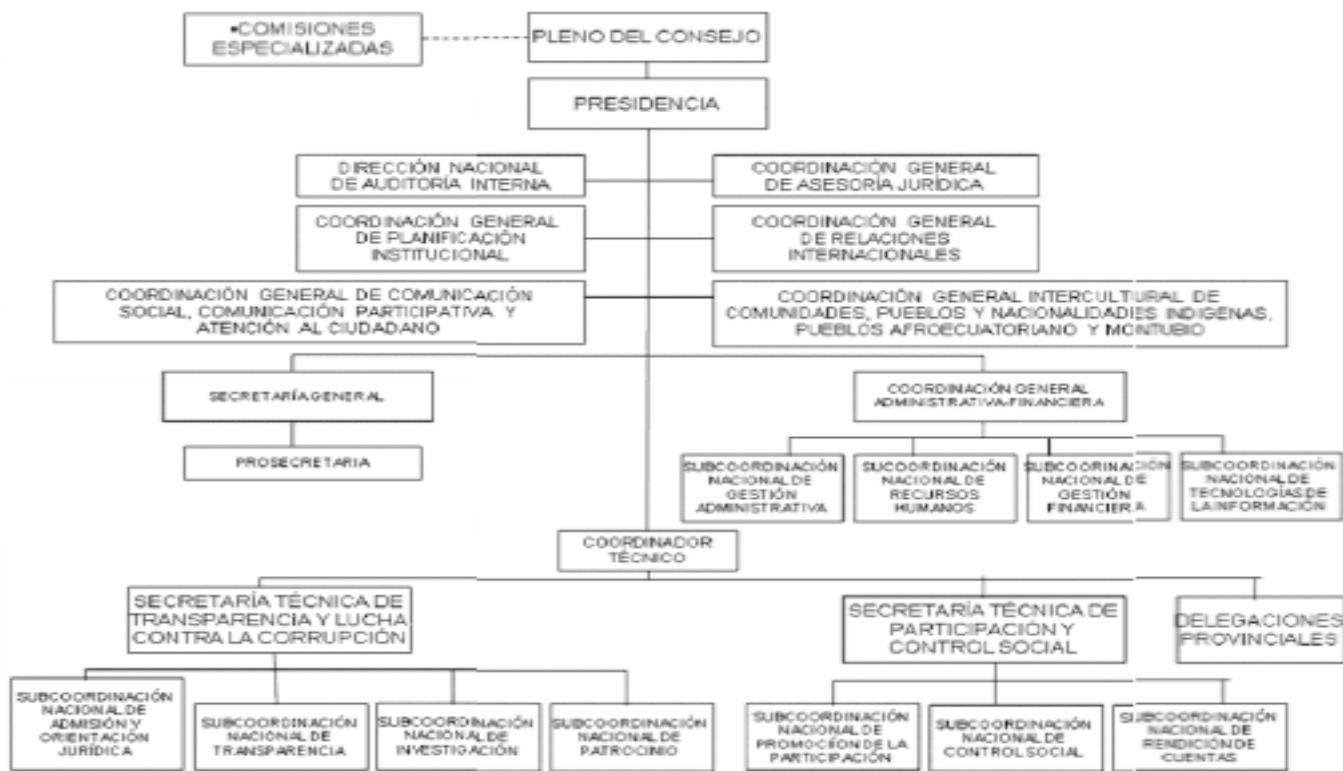 •COMISIONES
ESPECIALIZADAS
PLENO DEL CONSEJO
PRESIDENCIA
DIRECCIÓN NACIONAL
DE AUDITORÍA INTERNA
COORDINACIÓN GENERAL
DE ASESORÍA JURÍDICA
COORDINACIÓN GENERAL
DE PLANIFICACIÓN
INSTITUCIONAL
COORDINACIÓN GENERAL
DE RELACIONES
INTERNACIONALES
COORDINACIÓN GENERAL DE COMUNICACIÓN
SOCIAL, COMUNICACIÓN PARTICIPATIVA Y
ATENCIÓN AL CIUDADANO
COORDINACIÓN GENERAL INTERCULTURAL DE
COMUNIDADES, PUEBLOS Y NACIONALIDADES INDIGENAS,
PUEBLOS AFROECUATORIANO Y MONTUBIO
SECRETARÍA GENERAL
COORDINACIÓN GENERAL
ADMINISTRATIVA-FINANCIERA
PROSECRETARIA
SUBCOORDINACIÓN
NACIONAL DE
GESTIÓN
ADMINISTRATIVA
SUCOORDINACIÓN
NACIONAL DE
RECURSOS
HUMANOS
SUBCOORINACIÓN
NACIONAL DE
GESTIÓN
FINANCIERA
SUBCOORDINACIÓN
NACIONAL DE
TECNOLOGÍAS DE
LA INFORMACIÓN
COORDINADOR
TÉCNICO
SECRETARÍA TÉCNICA DE
TRANSPARENCIA Y LUCHA
CONTRA LA CORRUPCIÓN
SECRETARÍA TÉCNICA DE
PARTICIPACIÓN Y
CONTROL SOCIAL
DELEGACIONES
PROVINCIALES
SUBCOORDINACIÓN
NACIONAL DE
ADMISIÓN Y
ORIENTACIÓN
JURÍDICA
SUBCOORDINACIÓN
NACIONAL DE
TRANSPARENCIA
SUBCOORDINACIÓN
NACIONAL DE
INVESTIGACIÓN
SUBCOORDINACIÓN
NACIONAL DE
PATROCINIO
SUBCOORDINACIÓN
NACIONAL DE
PROMOCIÍON DE LA
PARTICIPACIÓN
SUBCOORDINACIÓN
NACIONAL DE
CONTROL SOCIAL
SUBCOORDINACIÓN
NACIONAL DE
RENDICIÓN DE
CUENTAS